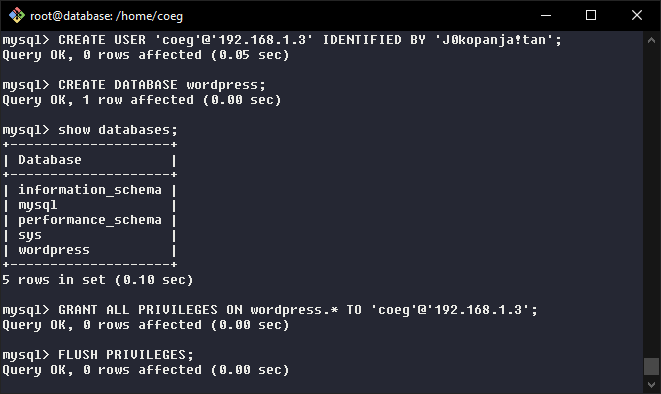 root@database: /home/coeg
mysql> CREATE USER 'coeg'@'192.168.1.3' IDENTIFIED BY 'J0kopanja!tan';
Query OK, 0 rows affected (0.05 sec)
mysql> CREATE DATABASE wordpress;
Query OK, 1 row affected (0.00 sec)
mysql> show databases;
+--------------------+
| Database           |
+--------------------+
| information_schema |
| mysql              |
| performance_schema |
| sys                |
| wordpress          |
+--------------------+
5 rows in set (0.10 sec)
mysql> GRANT ALL PRIVILEGES ON wordpress.* TO 'coeg'@'192.168.1.3';
Query OK, 0 rows affected (0.00 sec)
mysql> FLUSH PRIVILEGES;
Query OK, 0 rows affected (0.00 sec)